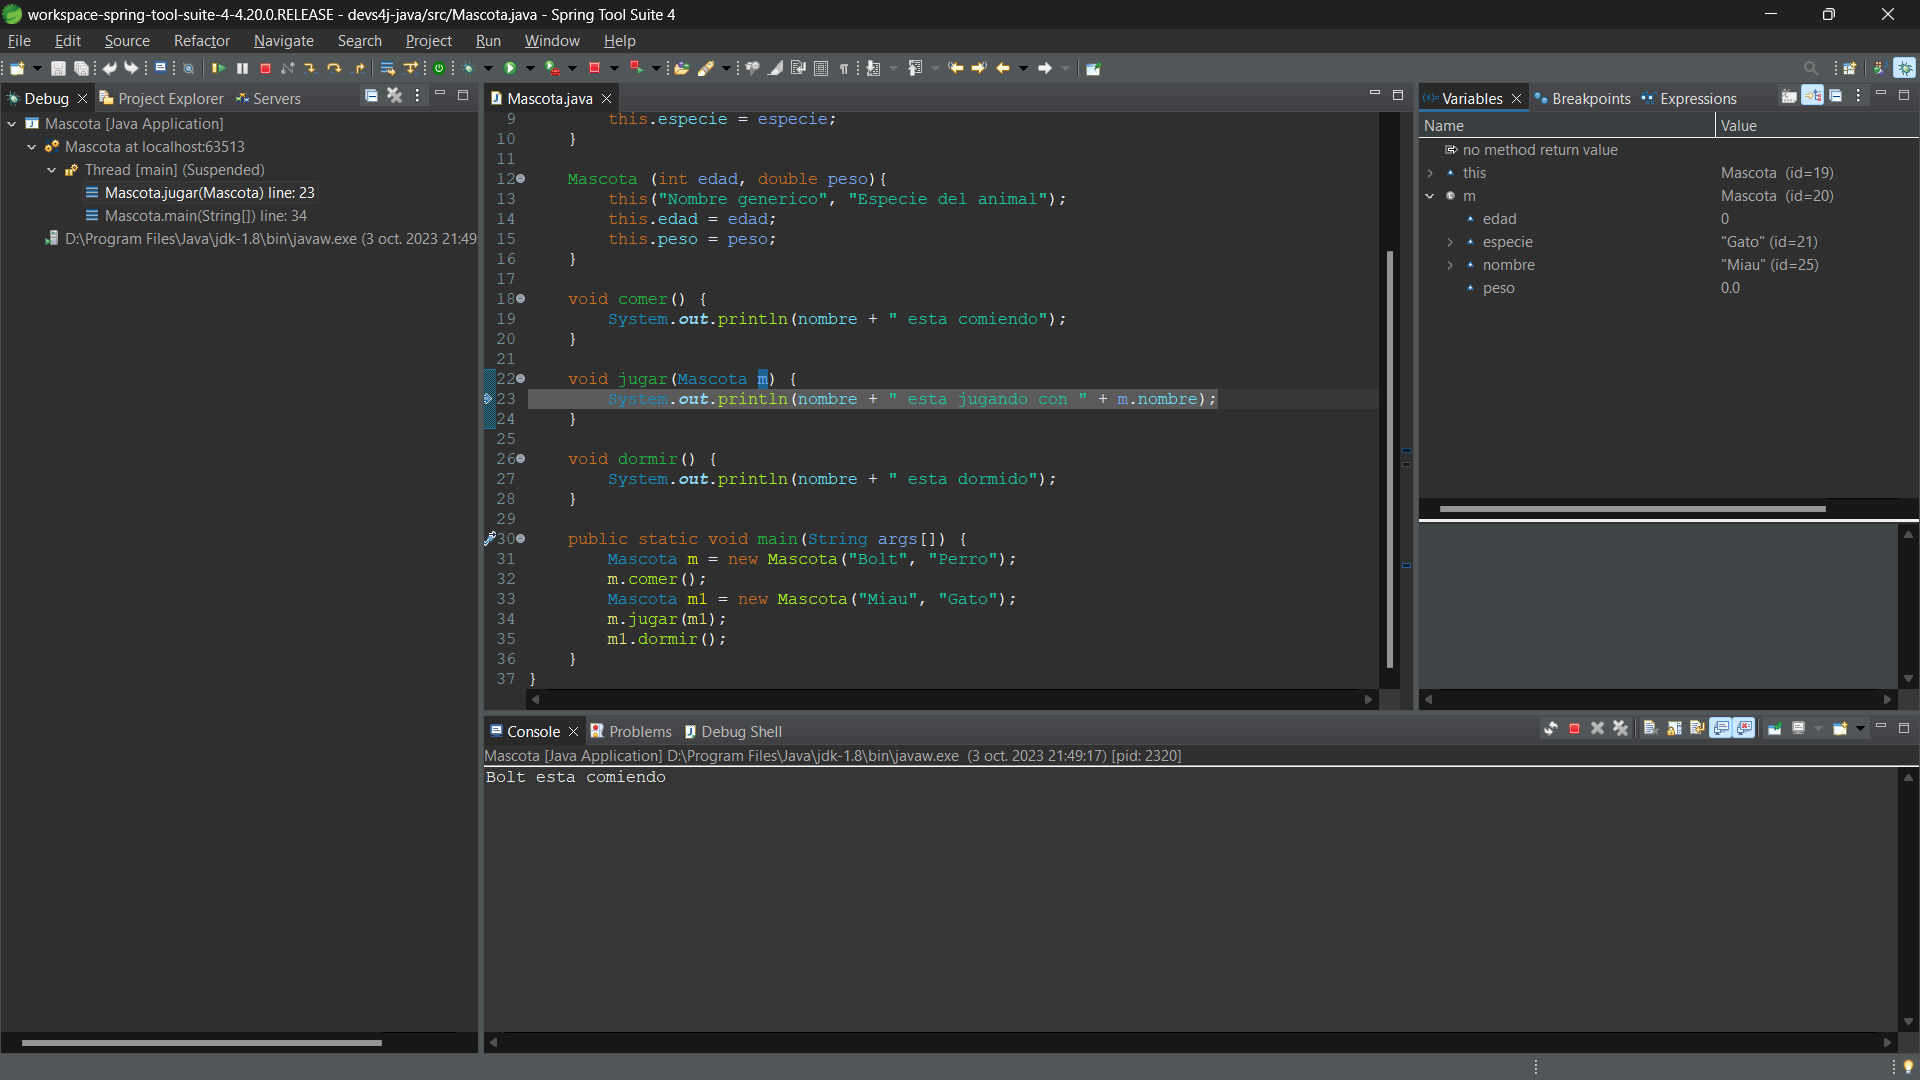 workspace-spring-tool-suite-4-4.20.0.RELEASE - devs4j-java/src/Mascota.java - Spring Tool Suite 4
File Edit Source Refactor Navigate Search Project Run Window Help
Debug Project Explorer Servers
Mascota [Java Application]
Mascota at localhost:63513
Thread [main] (Suspended)
Mascota.jugar(Mascota) line: 23
Mascota.main(String[]) line: 34
D:\Program Files\Java\jdk-1.8\bin\javaw.exe (3 oct. 2023 21:49
Mascota.java
9 this.especie = especie;
10 }
11
12 Mascota (int edad, double peso){
13 this("Nombre generico", "Especie del animal");
14 this.edad = edad;
15 this.peso = peso;
16 }
17
18 void comer() {
19 System.out.println(nombre + " esta comiendo");
20 }
21
22 void jugar(Mascota m) {
23 System.out.println(nombre + " esta jugando con " + m.nombre);
24 }
25
26 void dormir() {
27 System.out.println(nombre + " esta dormido");
28 }
29
30 public static void main(String args[]) {
31 Mascota m = new Mascota("Bolt", "Perro");
32 m.comer();
33 Mascota m1 = new Mascota("Miau", "Gato");
34 m.jugar(m1);
35 m1.dormir();
36 }
37 }
(x)= Variables Breakpoints Expressions
Name Value
no method return value
this Mascota (id=19)
m Mascota (id=20)
edad 0
especie "Gato" (id=21)
nombre "Miau" (id=25)
peso 0.0
Console Problems Debug Shell
Mascota [Java Application] D:\Program Files\Java\jdk-1.8\bin\javaw.exe (3 oct. 2023 21:49:17) [pid: 2320]
Bolt esta comiendo